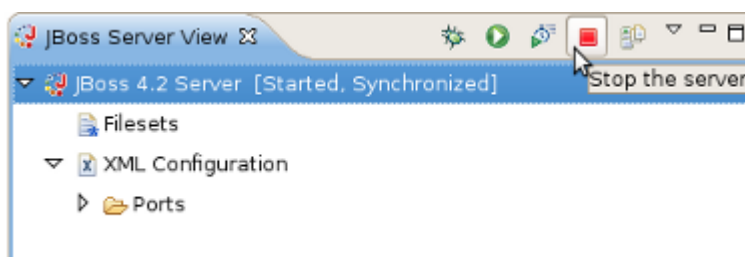 JBoss Server View
JBoss 4.2 Server [Started, Synchronized]
Stop the server
Filesets
XML Configuration
Ports